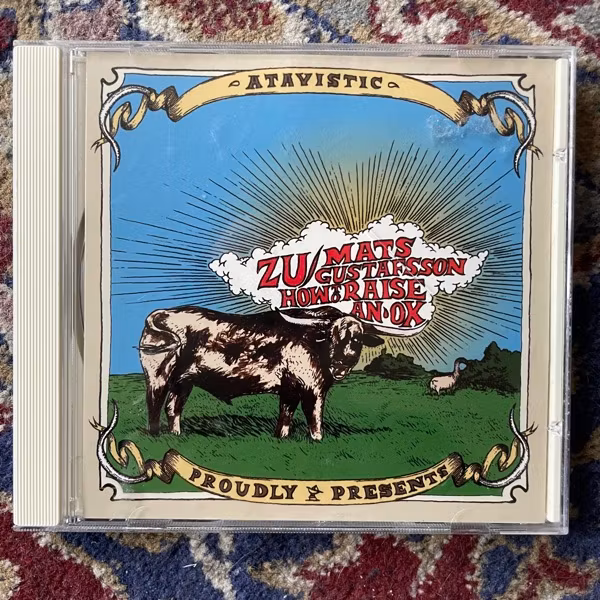 ATAVISTIC
ZU/MATS
GUSTAFSSON
HOW TO RAISE
AN OX
PROUDLY PRESENTS